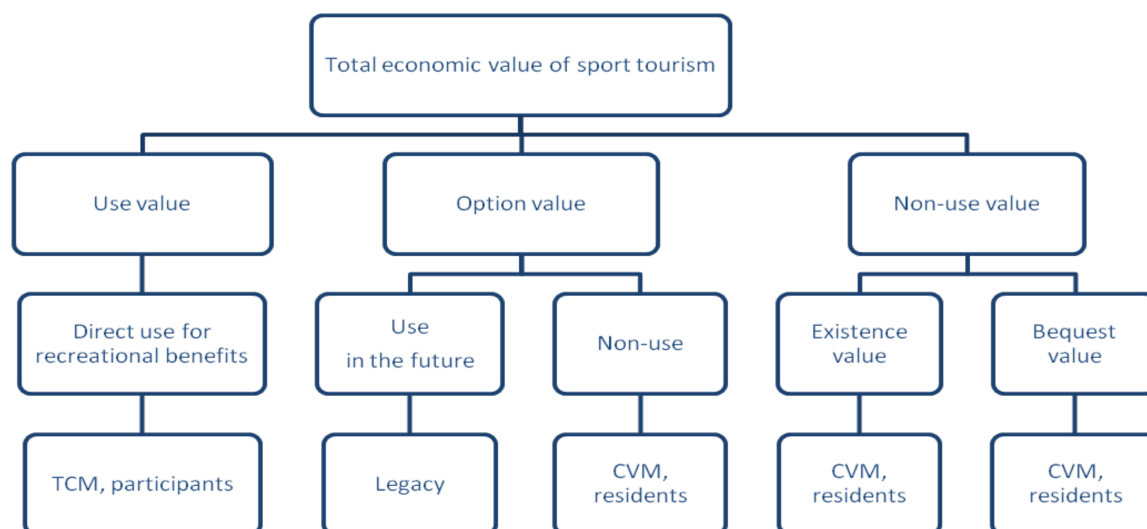 Total economic value of sport tourism
Use value
Option value
Non-use value
Direct use for
recreational benefits
Use
in the future
Non-use
Existence
value
Bequest
value
TCM, participants
Legacy
CVM,
residents
CVM,
residents
CVM,
residents